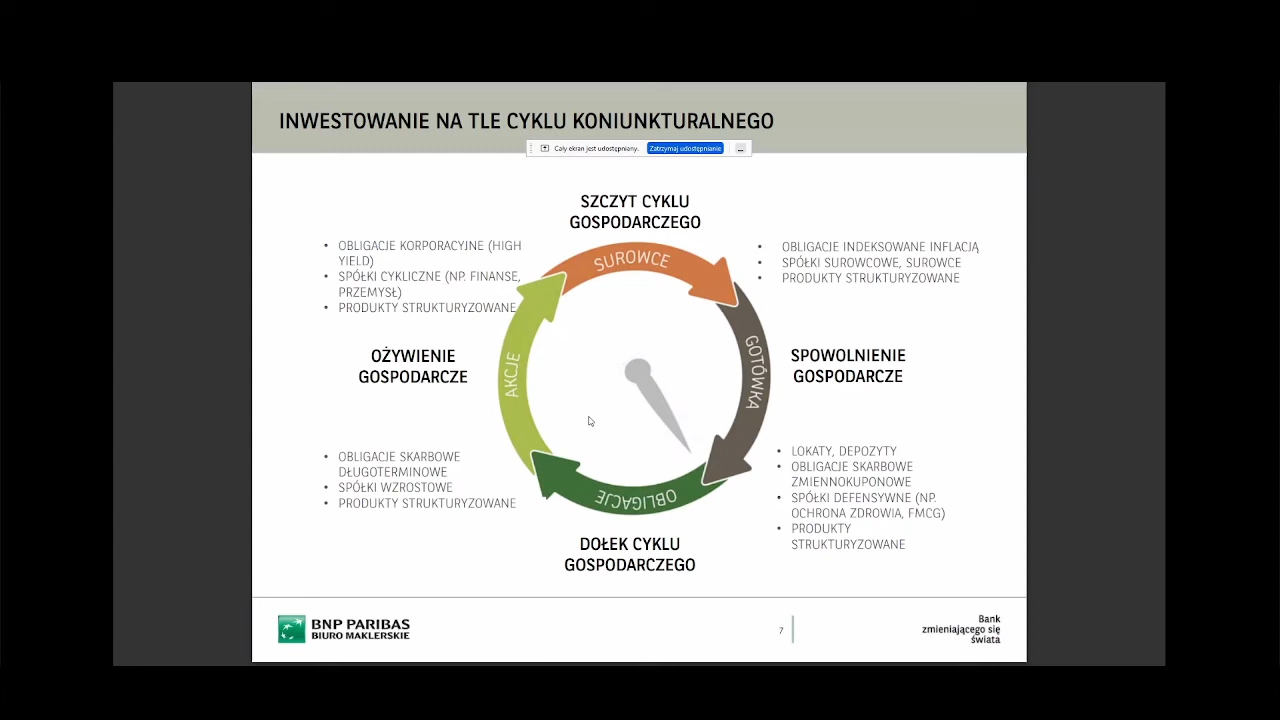 INWESTOWANIE NA TLE CYKLU KONIUNKTURALNEGO
Cały ekran jest udostępniany.
Zatrzymaj udostępnianie
SZCZYT CYKLU
GOSPODARCZEGO
• OBLIGACJE KORPORACYJNE (HIGH
YIELD)
• SPÓŁKI CYKLICZNE (NP. FINANSE,
PRZEMYSŁ)
• PRODUKTY STRUKTURYZOWANE
SUROWCE
• OBLIGACJE INDEKSOWANE INFLACJĄ
• SPÓŁKI SUROWCOWE, SUROWCE
• PRODUKTY STRUKTURYZOWANE
OŻYWIENIE
GOSPODARCZE
AKCJE
GOTÓWKA
SPOWOLNIENIE
GOSPODARCZE
• OBLIGACJE SKARBOWE
DŁUGOTERMINOWE
• SPÓŁKI WZROSTOWE
• PRODUKTY STRUKTURYZOWANE
OBLIGACJE
• LOKATY, DEPOZYTY
• OBLIGACJE SKARBOWE
ZMIENNOKUPONOWE
• SPÓŁKI DEFENSYWNE (NP.
OCHRONA ZDROWIA, FMCG)
• PRODUKTY
STRUKTURYZOWANE
DOŁEK CYKLU
GOSPODARCZEGO
BNP PARIBAS
BIURO MAKLERSKIE
7
Bank
zmieniającego się
świata